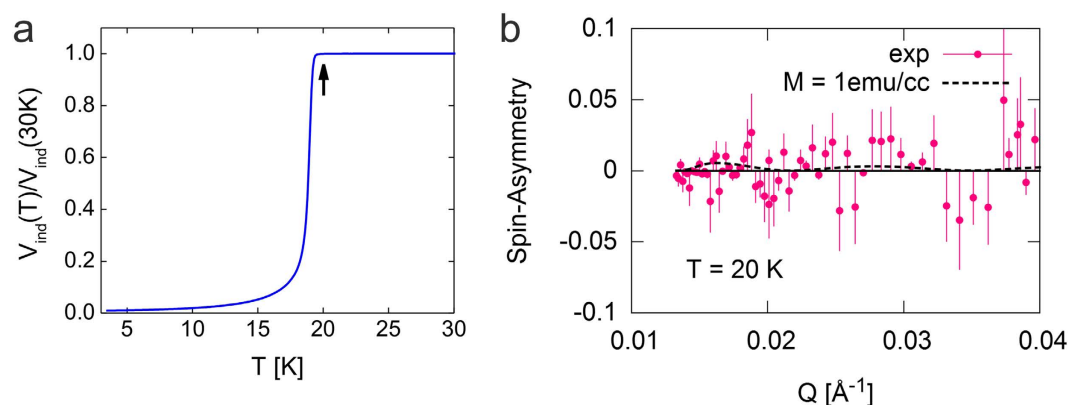 a
V_ind(T)/V_ind(30K)
1.0
0.8
0.6
0.4
0.2
0.0
5
10
15
20
25
30
T [K]
b
Spin-Asymmetry
0.1
0.05
0
-0.05
-0.1
exp
M = 1emu/cc
T = 20 K
0.01
0.02
0.03
0.04
Q [Å⁻¹]